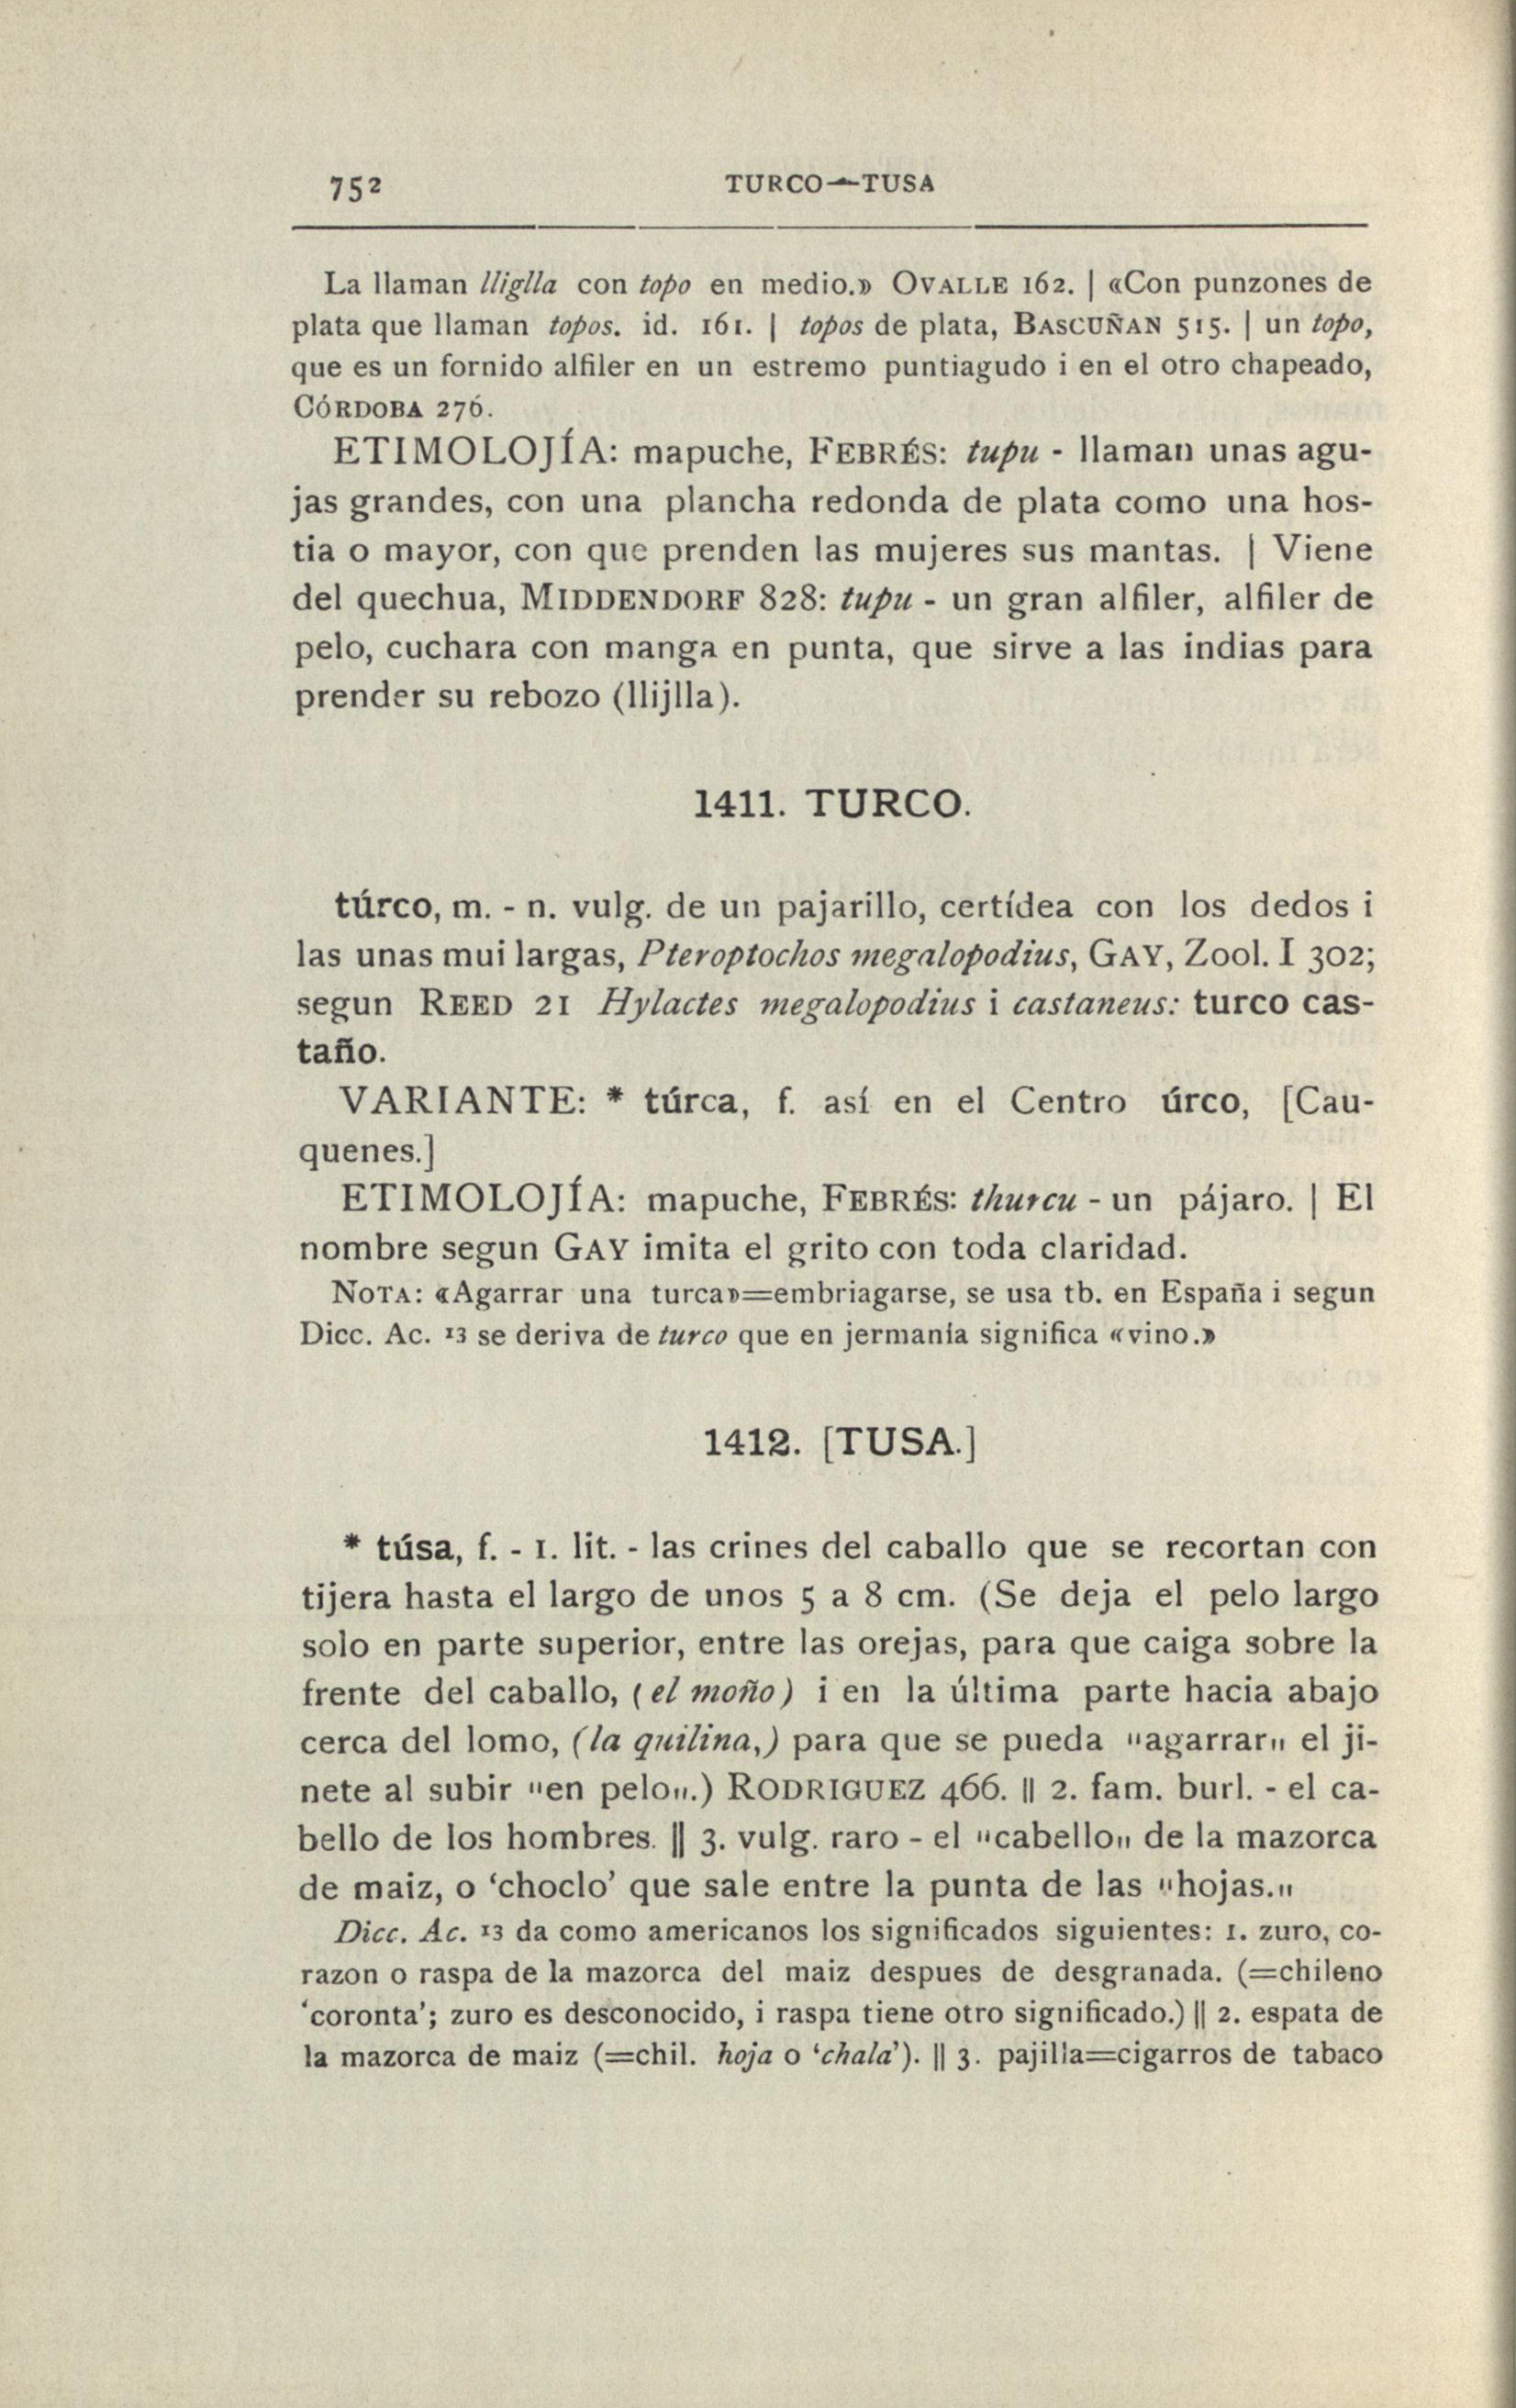 752
TURCO—TUSA
La llaman lliglla con topo en medio.» OVALLE 162. | «Con punzones de
plata que llaman topos. id. 161. | topos de plata, BASCUÑAN 515. | un topo,
que es un fornido alfiler en un estremo puntiagudo i en el otro chapeado,
CÓRDOBA 276.
ETIMOLOJÍA: mapuche, FEBRÉS: tupu - llaman unas agu-
jas grandes, con una plancha redonda de plata como una hos-
tia o mayor, con que prenden las mujeres sus mantas. | Viene
del quechua, MIDDENDORF 828: tupu - un gran alfiler, alfiler de
pelo, cuchara con manga en punta, que sirve a las indias para
prender su rebozo (llijlla).
1411. TURCO.
túrco, m. - n. vulg. de un pajarillo, certídea con los dedos i
las unas mui largas, Pteroptochos megalopodius, GAY, Zool. I 302;
segun REED 21 Hylactes megalopodius i castaneus: turco cas-
taño.
VARIANTE: * túrca, f. así en el Centro úrco, [Cau-
quenes.]
ETIMOLOJÍA: mapuche, FEBRÉS: thurcu - un pájaro. | El
nombre segun GAY imita el grito con toda claridad.
NOTA: «Agarrar una turca»=embriagarse, se usa tb. en España i segun
Dicc. Ac. 13 se deriva de turco que en jermanía significa «vino.»
1412. [TUSA.]
* túsa, f. - 1. lit. - las crines del caballo que se recortan con
tijera hasta el largo de unos 5 a 8 cm. (Se deja el pelo largo
solo en parte superior, entre las orejas, para que caiga sobre la
frente del caballo, (el moño) i en la última parte hacia abajo
cerca del lomo, (la quilina,) para que se pueda "agarrar" el ji-
nete al subir "en pelo".) RODRIGUEZ 466. || 2. fam. burl. - el ca-
bello de los hombres. || 3. vulg. raro - el "cabello" de la mazorca
de maiz, o ‘choclo’ que sale entre la punta de las "hojas."
Dicc. Ac. 13 da como americanos los significados siguientes: 1. zuro, co-
razon o raspa de la mazorca del maiz despues de desgranada. (=chileno
‘coronta’; zuro es desconocido, i raspa tiene otro significado.) || 2. espata de
la mazorca de maiz (=chil. hoja o ‘chala’). || 3. pajilla=cigarros de tabaco